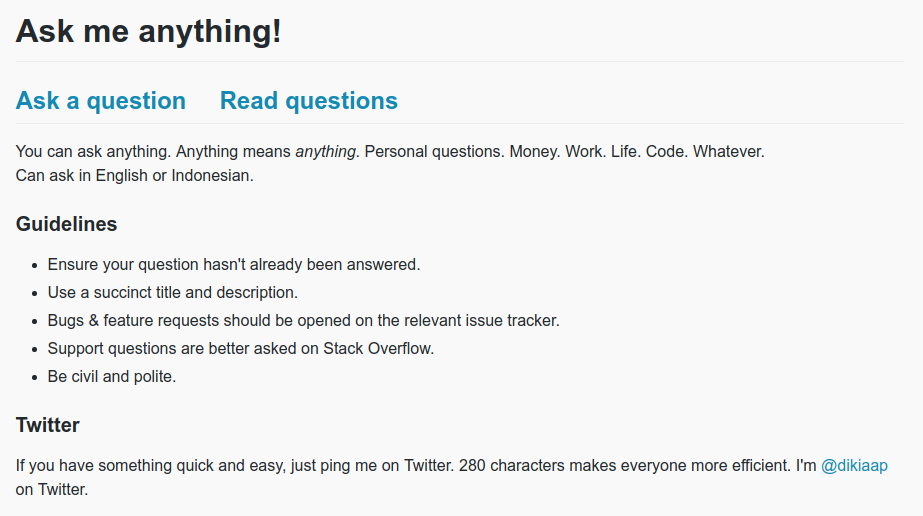 Ask me anything!
Ask a question Read questions
You can ask anything. Anything means anything. Personal questions. Money. Work. Life. Code. Whatever.
Can ask in English or Indonesian.
Guidelines
Ensure your question hasn't already been answered.
Use a succinct title and description.
Bugs & feature requests should be opened on the relevant issue tracker.
Support questions are better asked on Stack Overflow.
Be civil and polite.
Twitter
If you have something quick and easy, just ping me on Twitter. 280 characters makes everyone more efficient. I'm @dikiaap
on Twitter.